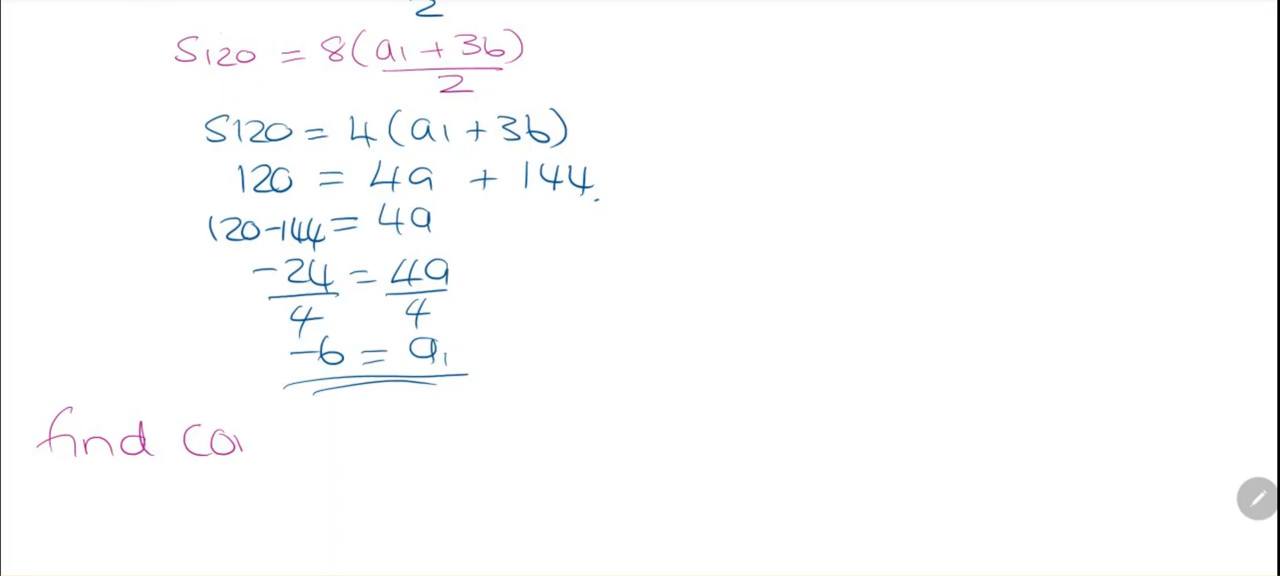 2
S120 = 8(a1 + 36)
2
S120 = 4(a1 + 36)
120 = 4a + 144.
120-144 = 4a
-24 = 4a
4 4
-6 = a1
find co